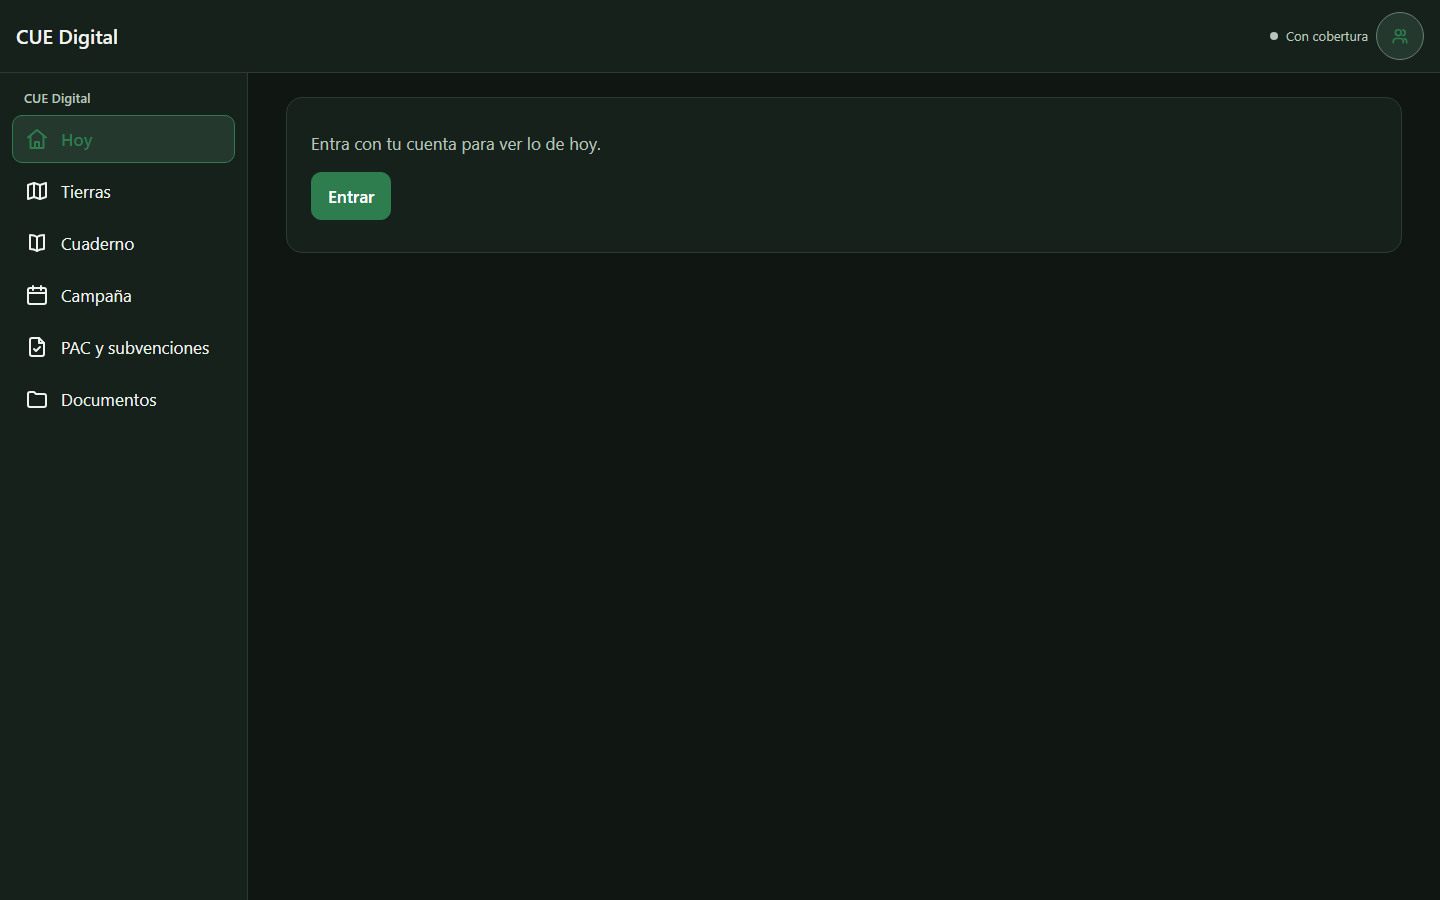 CUE Digital
Con cobertura
CUE Digital
Hoy
Tierras
Cuaderno
Campaña
PAC y subvenciones
Documentos
Entra con tu cuenta para ver lo de hoy.
Entrar